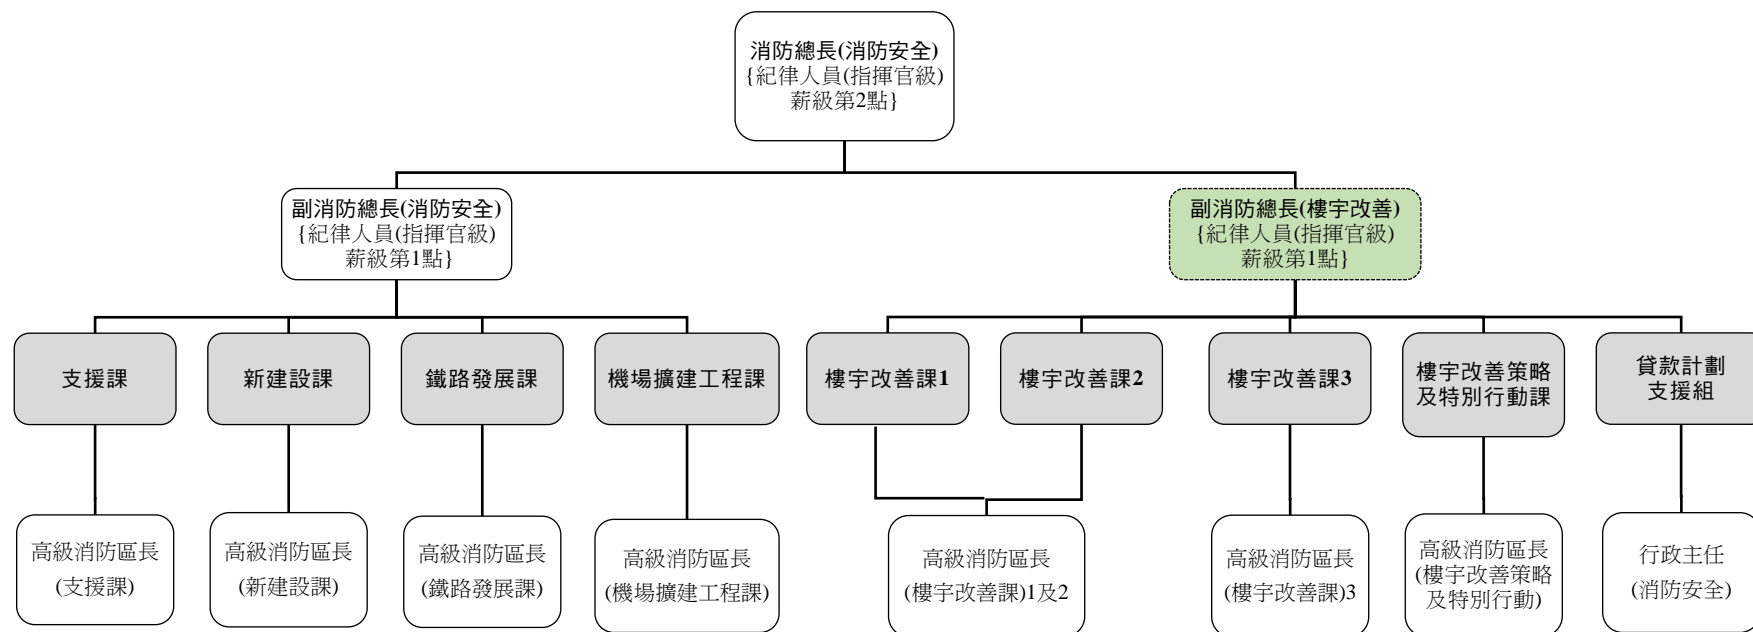 消防總長(消防安全)
{紀律人員(指揮官級)
薪級第2點}
副消防總長(消防安全)
{紀律人員(指揮官級)
薪級第1點}
副消防總長(樓宇改善)
{紀律人員(指揮官級)
薪級第1點}
支援課
新建設課
鐵路發展課
機場擴建工程課
樓宇改善課1
樓宇改善課2
樓宇改善課3
樓宇改善策略
及特別行動課
貸款計劃
支援組
高級消防區長
(支援課)
高級消防區長
(新建設課)
高級消防區長
(鐵路發展課)
高級消防區長
(機場擴建工程課)
高級消防區長
(樓宇改善課)1及2
高級消防區長
(樓宇改善課)3
高級消防區長
(樓宇改善策略
及特別行動)
行政主任
(消防安全)